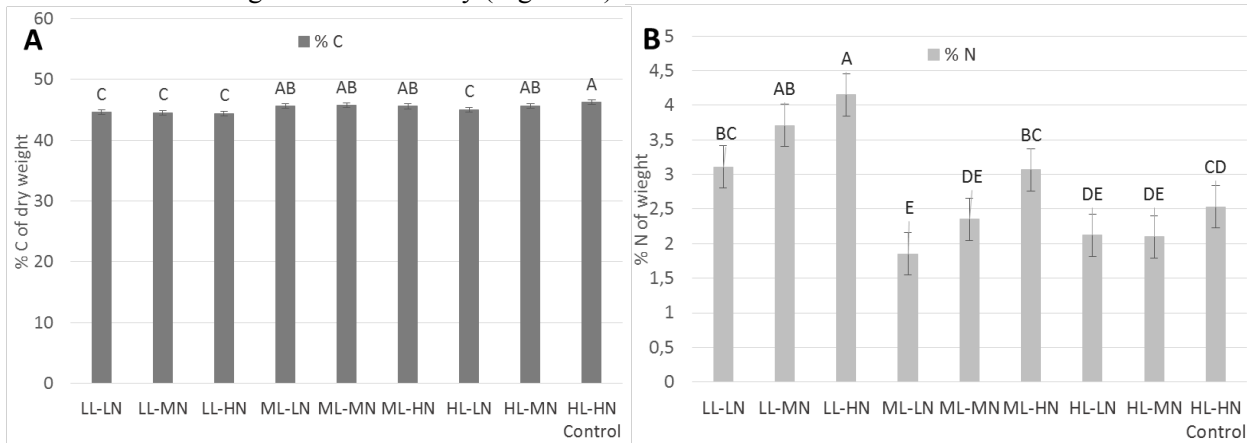 A
% C
60
50
40
30
20
10
0
% C of dry weight
C C C AB AB AB C AB A
LL-LN LL-MN LL-HN ML-LN ML-MN ML-HN HL-LN HL-MN HL-HN
Control
B
% N
5
4,5
4
3,5
3
2,5
2
1,5
1
0,5
0
% N of wieght
BC AB A E DE BC DE DE CD
LL-LN LL-MN LL-HN ML-LN ML-MN ML-HN HL-LN HL-MN HL-HN
Control